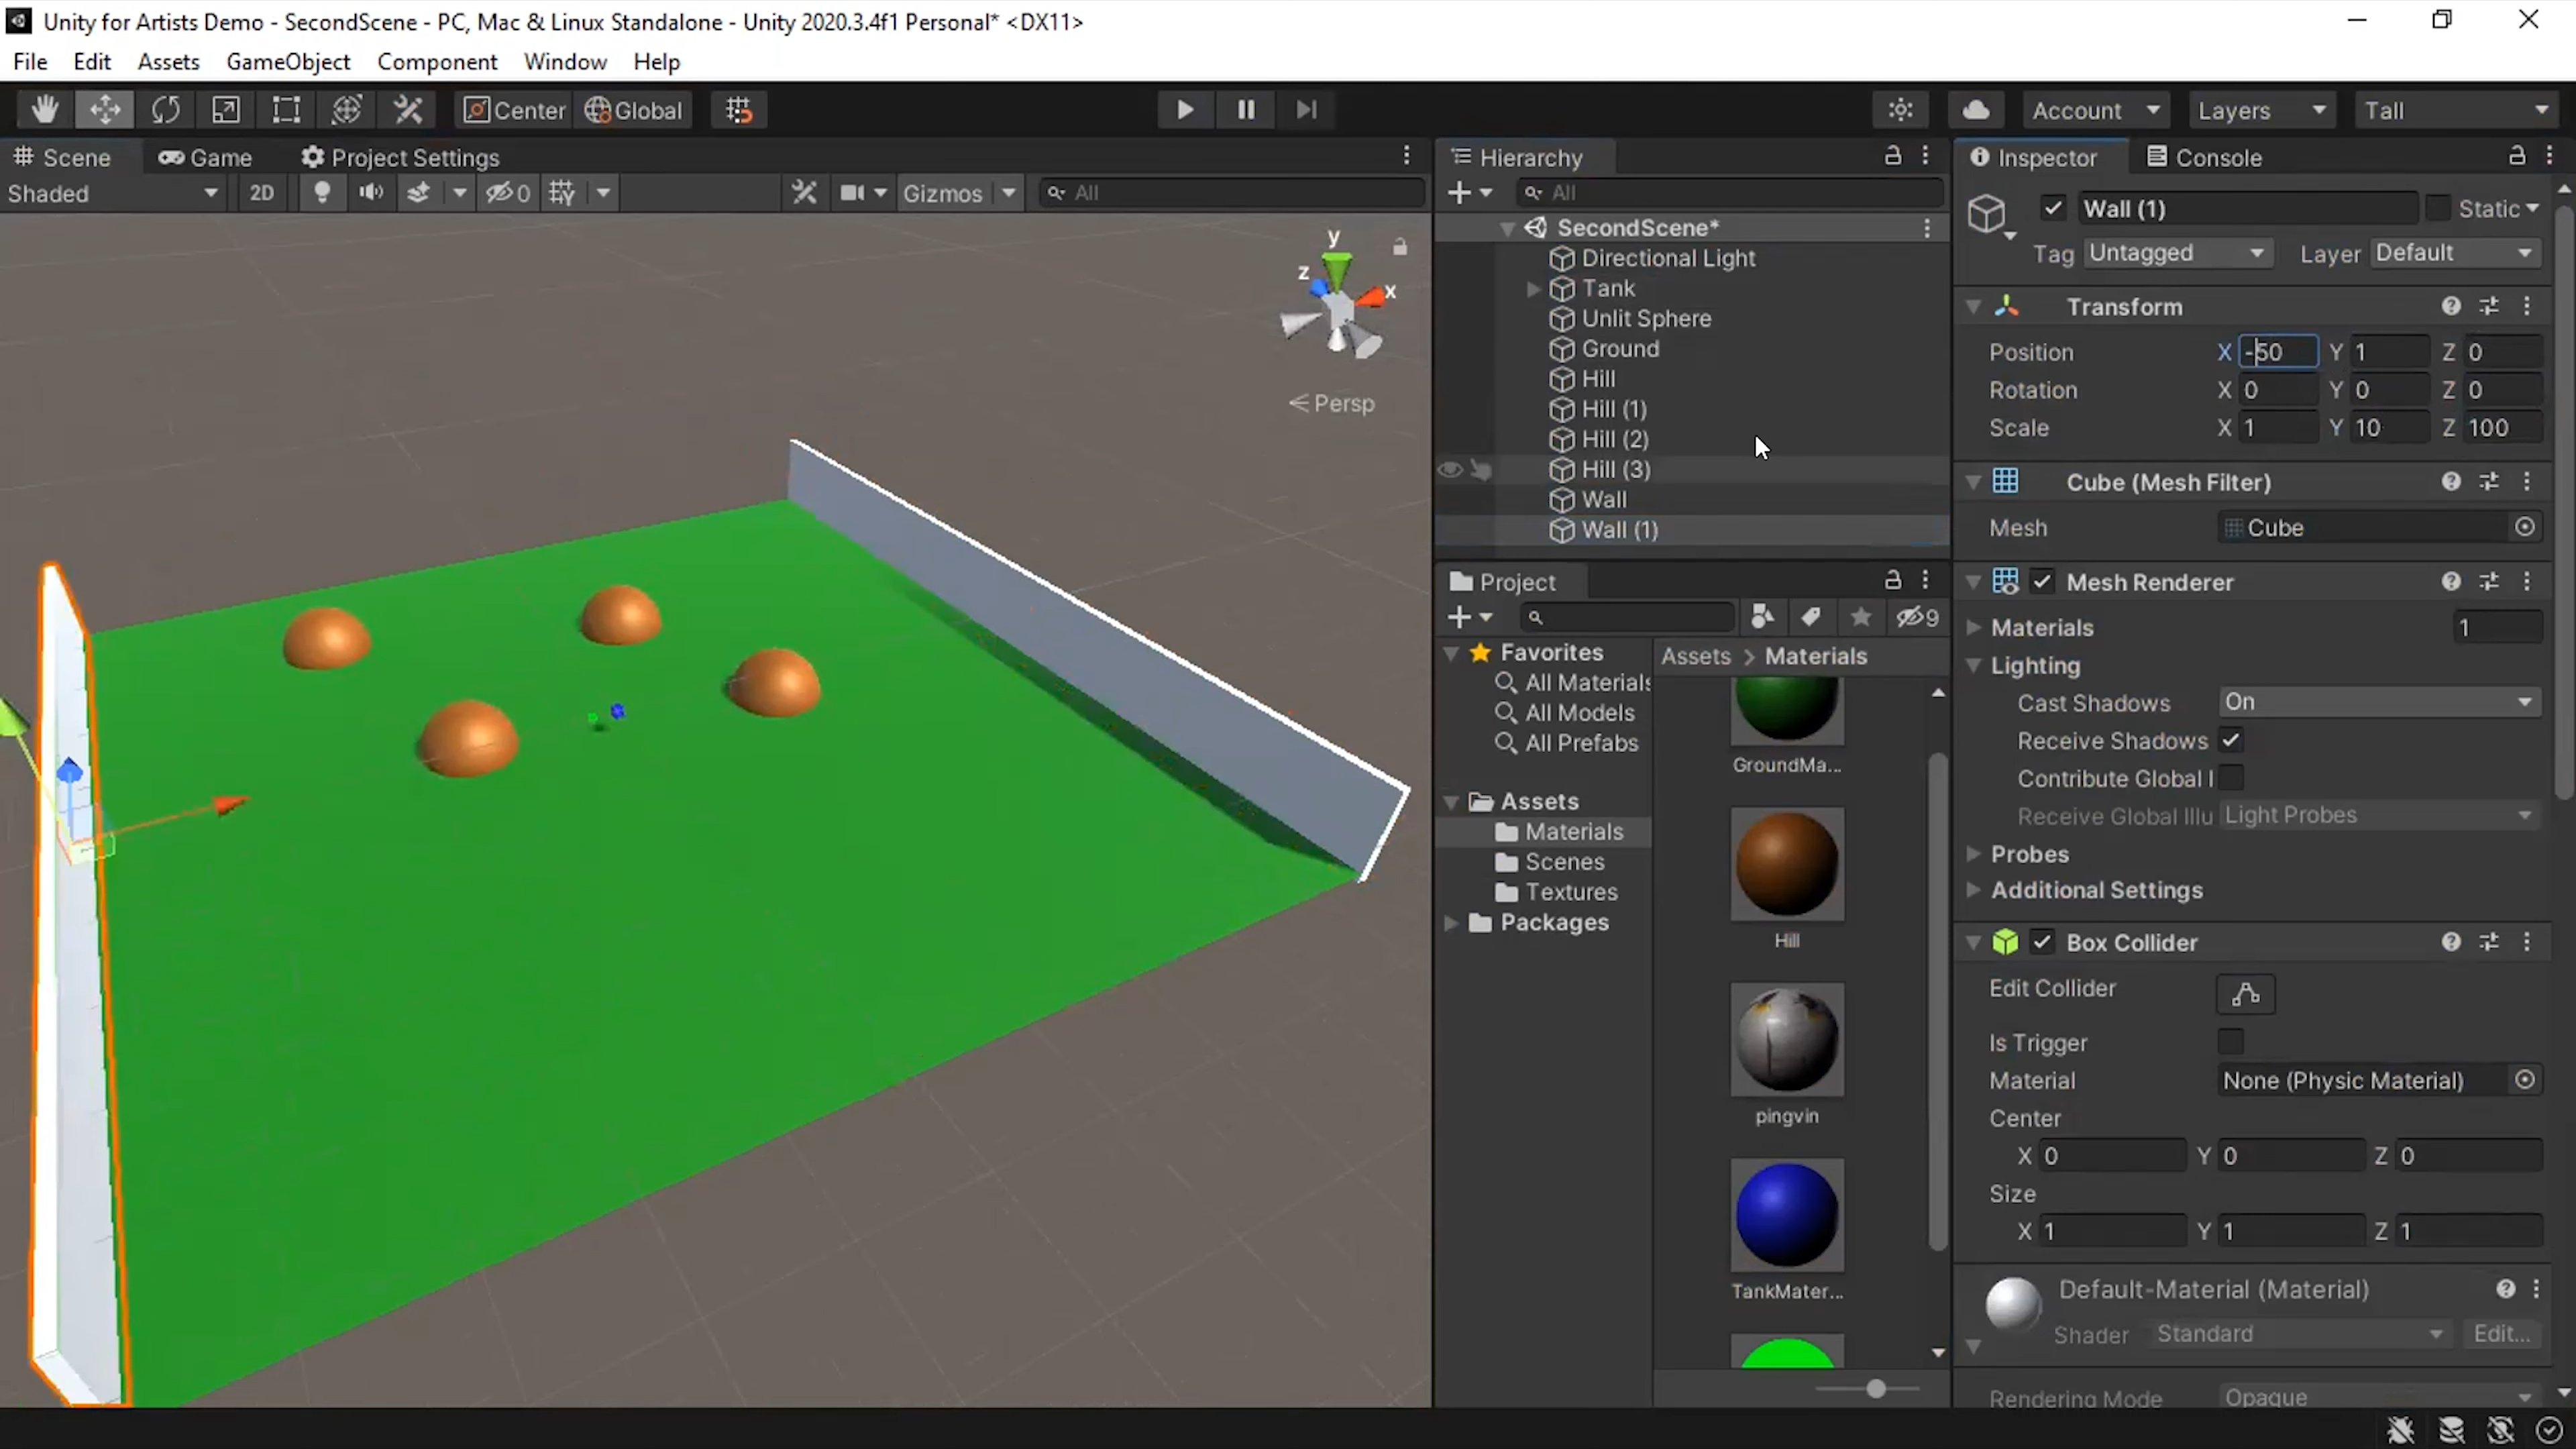 Unity for Artists Demo - SecondScene - PC, Mac & Linux Standalone - Unity 2020.3.4f1 Personal* <DX11>
File Edit Assets GameObject Component Window Help
Center Global Account Layers Tall
Scene Game Project Settings
Shaded 2D 0 Gizmos All
y
z
x
Persp
Hierarchy
All
SecondScene*
Directional Light
Tank
Unlit Sphere
Ground
Hill
Hill (1)
Hill (2)
Hill (3)
Wall
Wall (1)
Project
9
Favorites
All Materials
All Models
All Prefabs
Assets
Materials
Scenes
Textures
Packages
Assets > Materials
GroundMa...
Hill
pingvin
TankMater...
Inspector Console
Wall (1) Static
Tag Untagged Layer Default
Transform
Position X -50 Y 1 Z 0
Rotation X 0 Y 0 Z 0
Scale X 1 Y 10 Z 100
Cube (Mesh Filter)
Mesh Cube
Mesh Renderer
Materials 1
Lighting
Cast Shadows On
Receive Shadows
Contribute Global I
Receive Global Illu Light Probes
Probes
Additional Settings
Box Collider
Edit Collider
Is Trigger
Material None (Physic Material)
Center
X 0 Y 0 Z 0
Size
X 1 Y 1 Z 1
Default-Material (Material)
Shader Standard Edit...
Rendering Mode Opaque